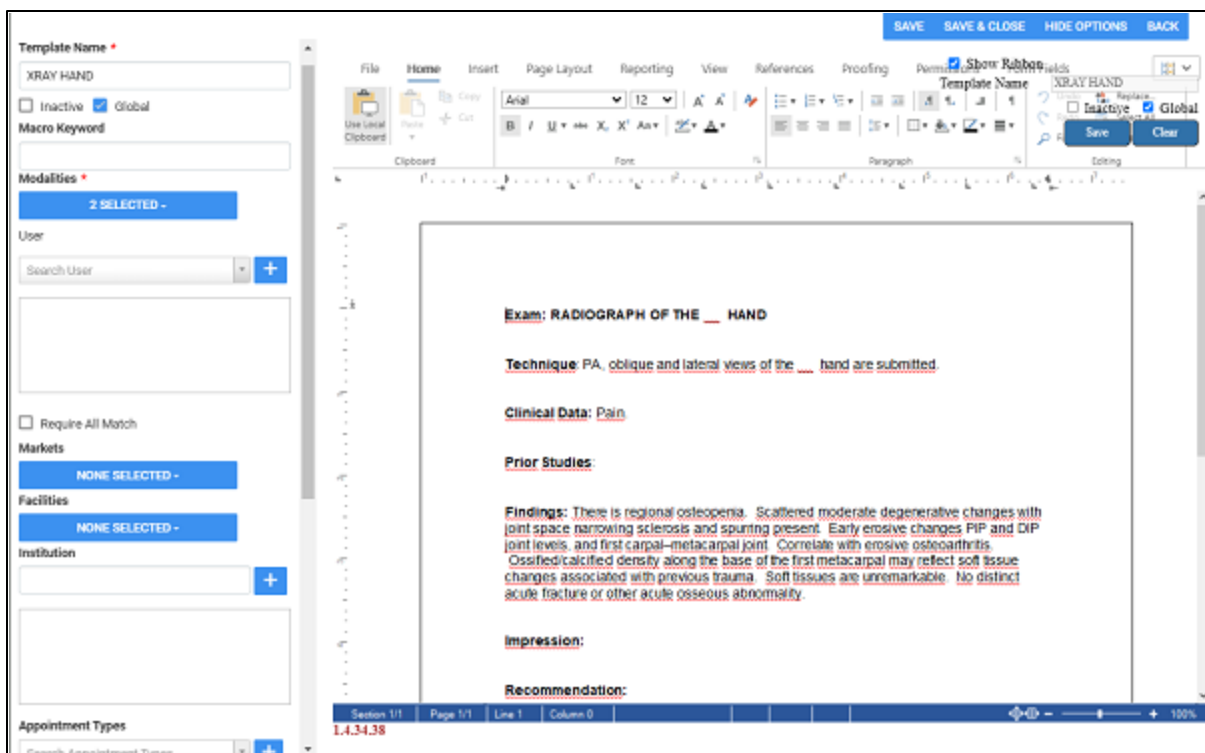 SAVE SAVE & CLOSE HIDE OPTIONS BACK
Template Name *
XRAY HAND
Inactive Global
Macro Keyword
Modalities *
2 SELECTED -
User
Search User
Require All Match
Markets
NONE SELECTED -
Facilities
NONE SELECTED -
Institution
Appointment Types
Search Appointment Types
File Home Insert Page Layout Reporting View References Proofing
Show Ribbon
Template Name XRAY HAND
Inactive Global
Save Clear
Use Local Clipboard
Paste
Copy
Cut
Arial 12
Replace...
Clipboard Font Paragraph Editing
Exam: RADIOGRAPH OF THE __ HAND
Technique: PA, oblique and lateral views of the __ hand are submitted.
Clinical Data: Pain
Prior Studies:
Findings: There is regional osteopenia. Scattered moderate degenerative changes with
joint space narrowing sclerosis and spurring present. Early erosive changes PIP and DIP
joint levels, and first carpal–metacarpal joint. Correlate with erosive osteoarthritis.
Ossified/calcified density along the base of the first metacarpal may reflect soft tissue
changes associated with previous trauma. Soft tissues are unremarkable. No distinct
acute fracture or other acute osseous abnormality.
Impression:
Recommendation:
Section 1/1 Page 1/1 Line 1 Column 0 100%
1.4.34.38